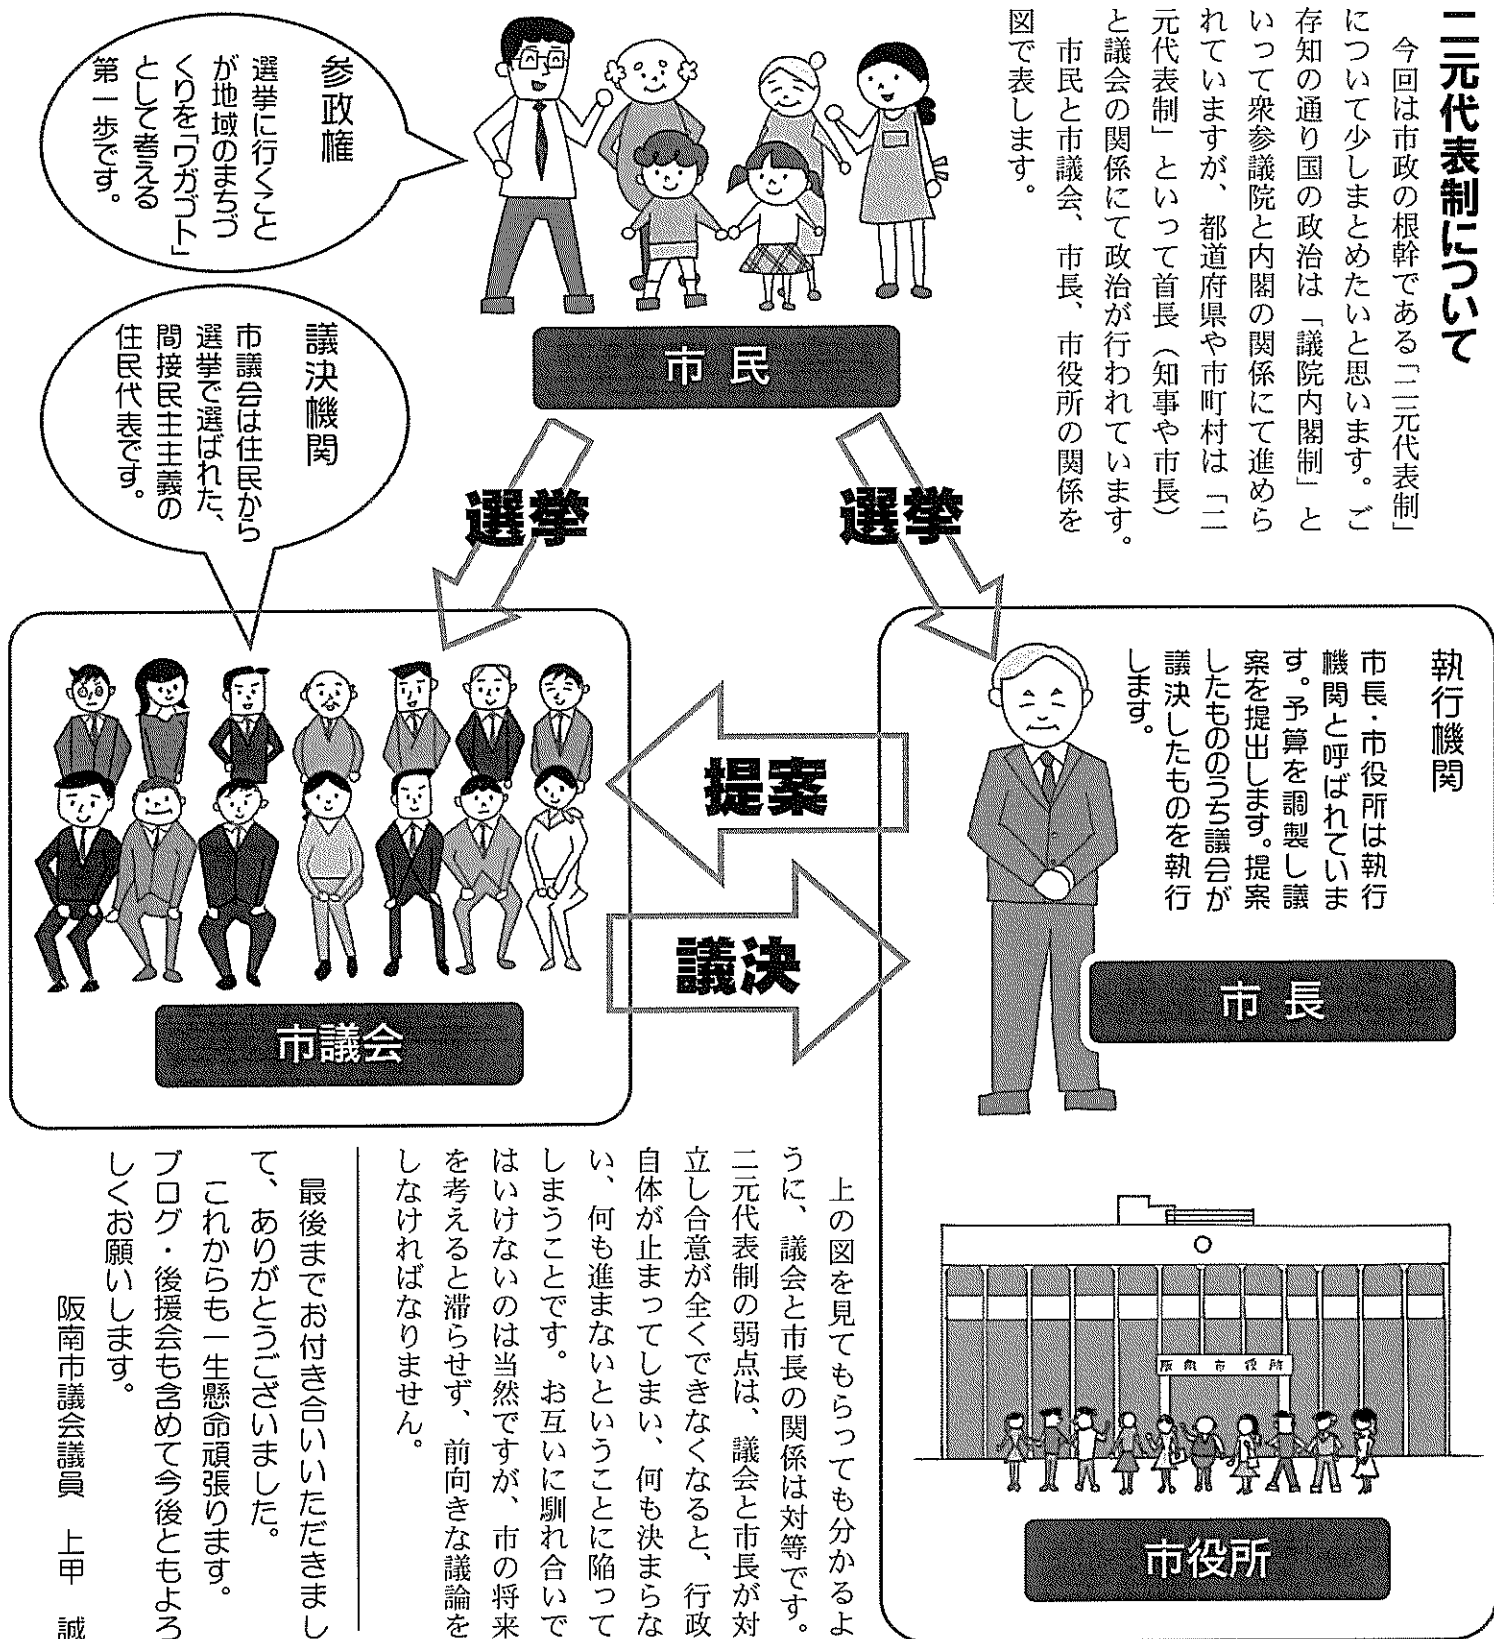 二元代表制について
今回は市政の根幹である「二元代表制」
について少しまとめたいと思います。ご
存知の通り国の政治は「議院内閣制」と
いって衆参議院と内閣の関係にて進めら
れていますが、都道府県や市町村は「二
元代表制」といって首長（知事や市長）
と議会の関係にて政治が行われています。
市民と市議会、市長、市役所の関係を
図で表します。
市民
参政権
選挙に行くこと
が地域のまちづ
くりを「ワガゴト」
として考える
第一歩です。
議決機関
市議会は住民から
選挙で選ばれた、
間接民主主義の
住民代表です。
選挙
選挙
執行機関
市長・市役所は執行
機関と呼ばれていま
す。予算を調製し議
案を提出します。提案
したもののうち議会が
議決したものを執行
します。
市長
提案
議決
市議会
阪南市役所
市役所
上の図を見てもらっても分かるよ
うに、議会と市長の関係は対等です。
二元代表制の弱点は、議会と市長が対
立し合意が全くできなくなると、行政
自体が止まってしまい、何も決まらな
い、何も進まないということに陥って
しまうことです。お互いに馴れ合いで
はいけないのは当然ですが、市の将来
を考えると滞らせず、前向きな議論を
しなければなりません。
最後までお付き合いいただきまし
て、ありがとうございました。
これからも一生懸命頑張ります。
ブログ・後援会も含めて今後ともよろ
しくお願いします。
阪南市議会議員　上甲　誠